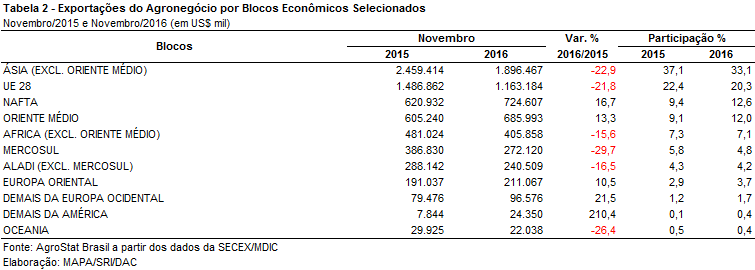 Tabela 2 - Exportações do Agronegócio por Blocos Econômicos Selecionados
Novembro/2015 e Novembro/2016 (em US$ mil)
Blocos Novembro Var. % Participação %
2015 2016 2016/2015 2015 2016
ÁSIA (EXCL. ORIENTE MÉDIO) 2.459.414 1.896.467 -22,9 37,1 33,1
UE 28 1.486.862 1.163.184 -21,8 22,4 20,3
NAFTA 620.932 724.607 16,7 9,4 12,6
ORIENTE MÉDIO 605.240 685.993 13,3 9,1 12,0
AFRICA (EXCL. ORIENTE MÉDIO) 481.024 405.858 -15,6 7,3 7,1
MERCOSUL 386.830 272.120 -29,7 5,8 4,8
ALADI (EXCL. MERCOSUL) 288.142 240.509 -16,5 4,3 4,2
EUROPA ORIENTAL 191.037 211.067 10,5 2,9 3,7
DEMAIS DA EUROPA OCIDENTAL 79.476 96.576 21,5 1,2 1,7
DEMAIS DA AMÉRICA 7.844 24.350 210,4 0,1 0,4
OCEANIA 29.925 22.038 -26,4 0,5 0,4
Fonte: AgroStat Brasil a partir dos dados da SECEX/MDIC
Elaboração: MAPA/SRI/DAC